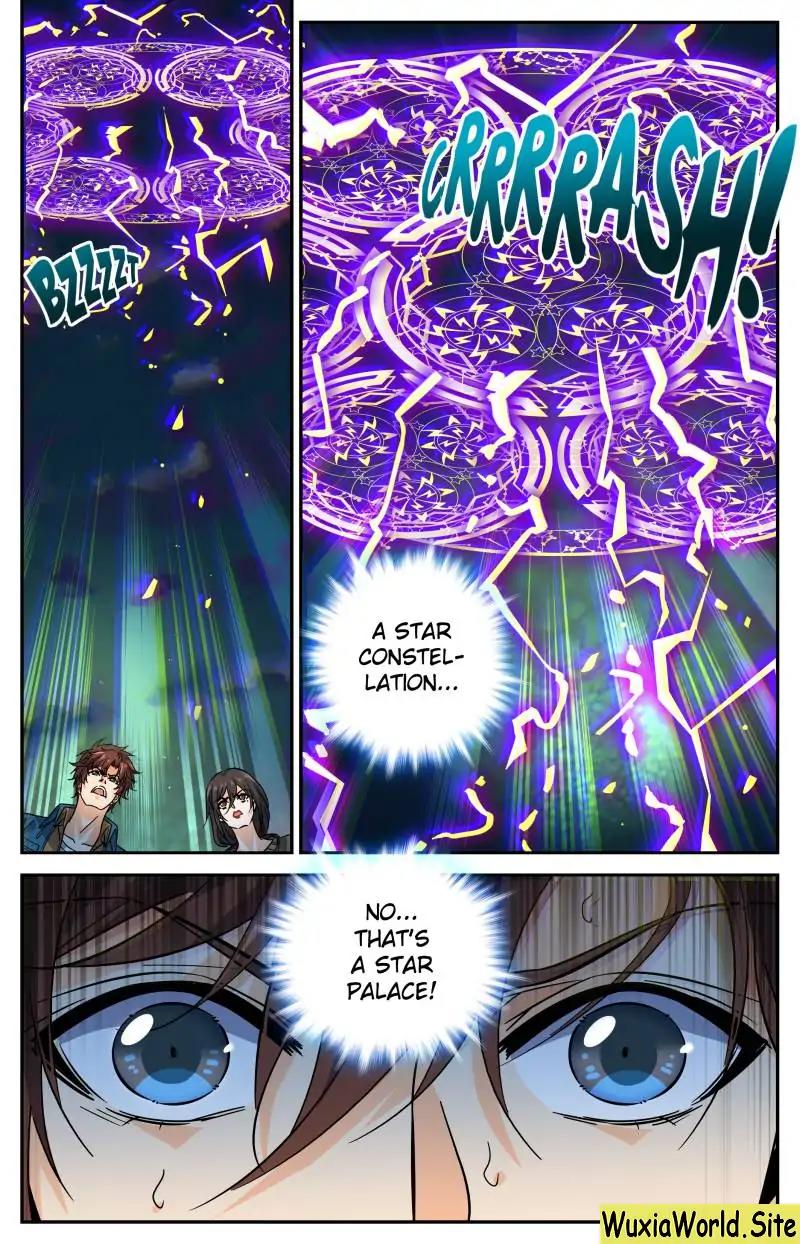 BZZZZT
CRRRRASH!
A STAR
CONSTEL-
LATION...
NO...
THAT'S
A STAR
PALACE!
WuxiaWorld.Site